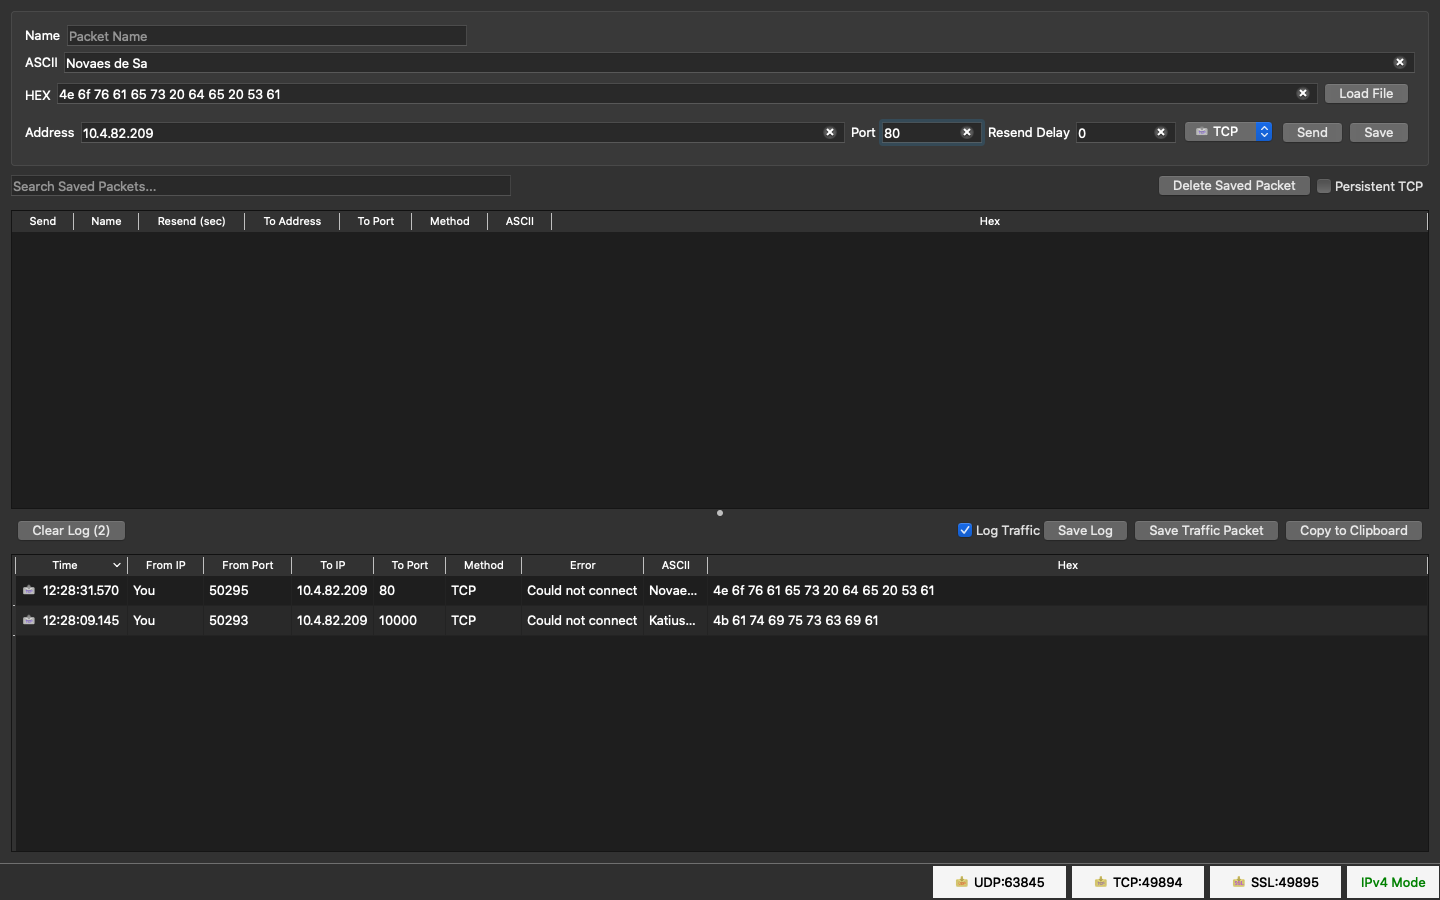 Name Packet Name
ASCII Novaes de Sa
HEX 4e 6f 76 61 65 73 20 64 65 20 53 61 Load File
Address 10.4.82.209 Port 80 Resend Delay 0 TCP Send Save
Search Saved Packets... Delete Saved Packet Persistent TCP
Send Name Resend (sec) To Address To Port Method ASCII Hex
Clear Log (2) Log Traffic Save Log Save Traffic Packet Copy to Clipboard
Time From IP From Port To IP To Port Method Error ASCII Hex
12:28:31.570 You 50295 10.4.82.209 80 TCP Could not connect Novae... 4e 6f 76 61 65 73 20 64 65 20 53 61
12:28:09.145 You 50293 10.4.82.209 10000 TCP Could not connect Katius... 4b 61 74 69 75 73 63 69 61
UDP:63845 TCP:49894 SSL:49895 IPv4 Mode